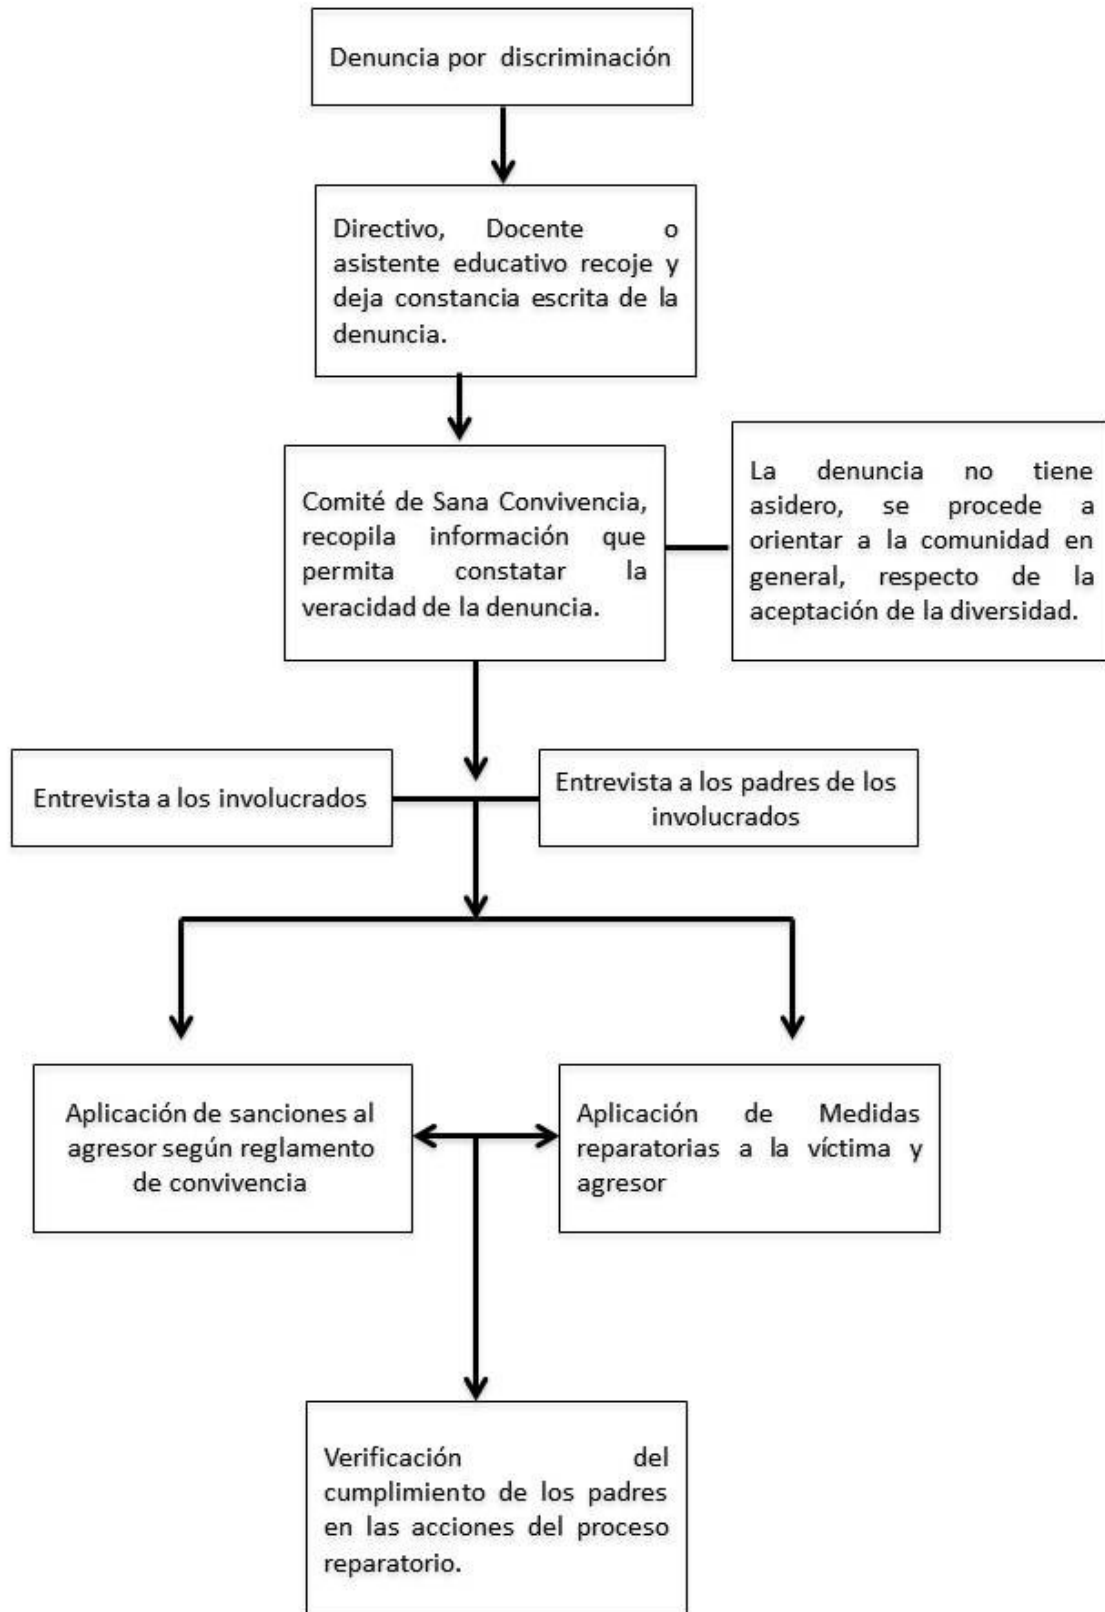 Denuncia por discriminación
Directivo, Docente o
asistente educativo recoje y
deja constancia escrita de la
denuncia.
Comité de Sana Convivencia,
recopila información que
permita constatar la
veracidad de la denuncia.
La denuncia no tiene
asidero, se procede a
orientar a la comunidad en
general, respecto de la
aceptación de la diversidad.
Entrevista a los involucrados
Entrevista a los padres de los
involucrados
Aplicación de sanciones al
agresor según reglamento
de convivencia
Aplicación de Medidas
reparatorias a la víctima y
agresor
Verificación del
cumplimiento de los padres
en las acciones del proceso
reparatorio.